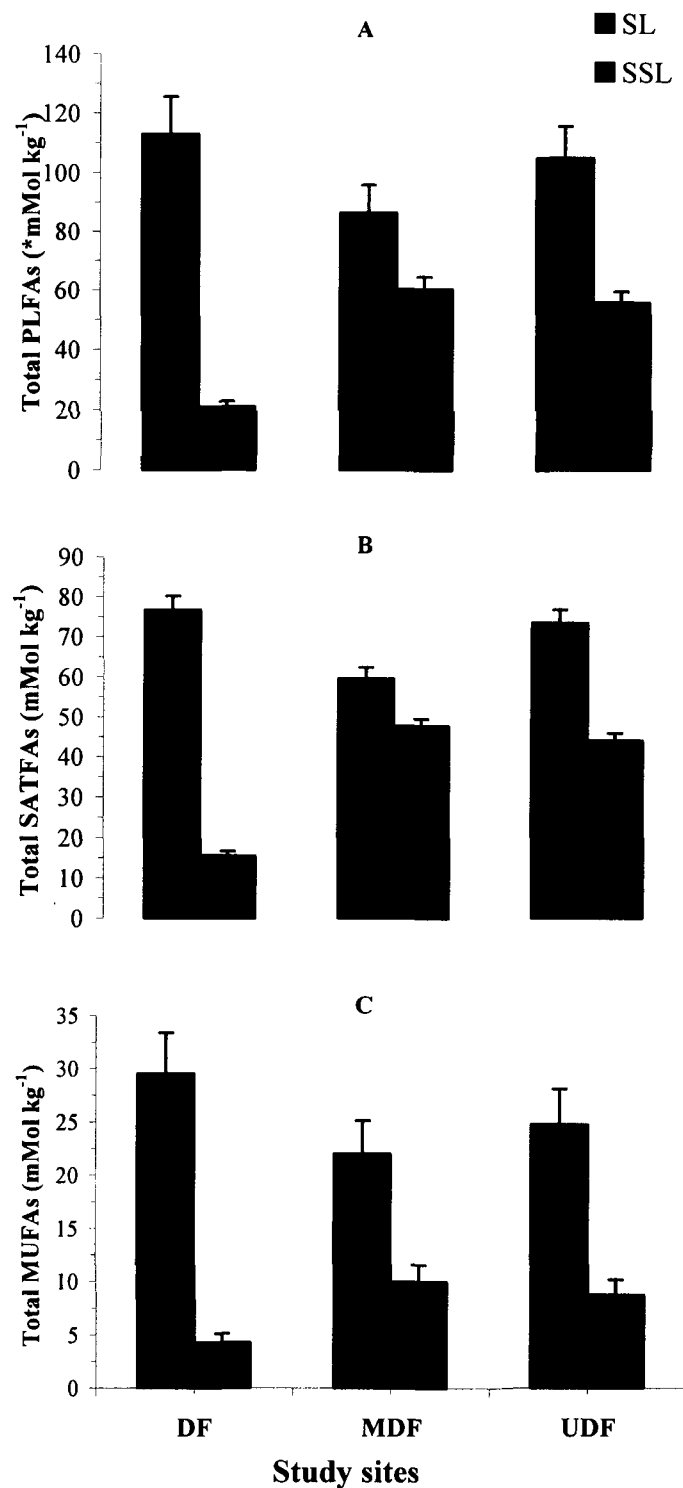 A
SL
SSL
Total PLFAs (*mMol kg⁻¹)
140
120
100
80
60
40
20
0
B
Total SATFAs (mMol kg⁻¹)
90
80
70
60
50
40
30
20
10
0
C
Total MUFAs (mMol kg⁻¹)
35
30
25
20
15
10
5
0
DF MDF UDF
Study sites